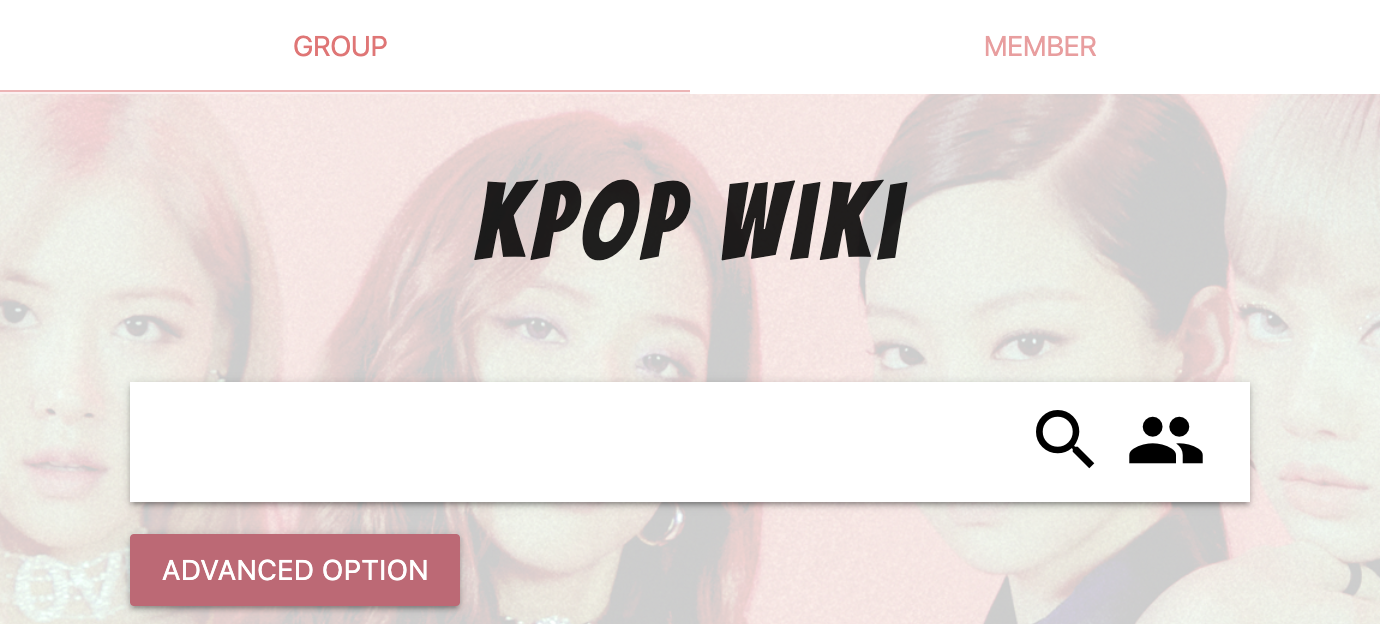 GROUP
MEMBER
KPOP WIKI
ADVANCED OPTION